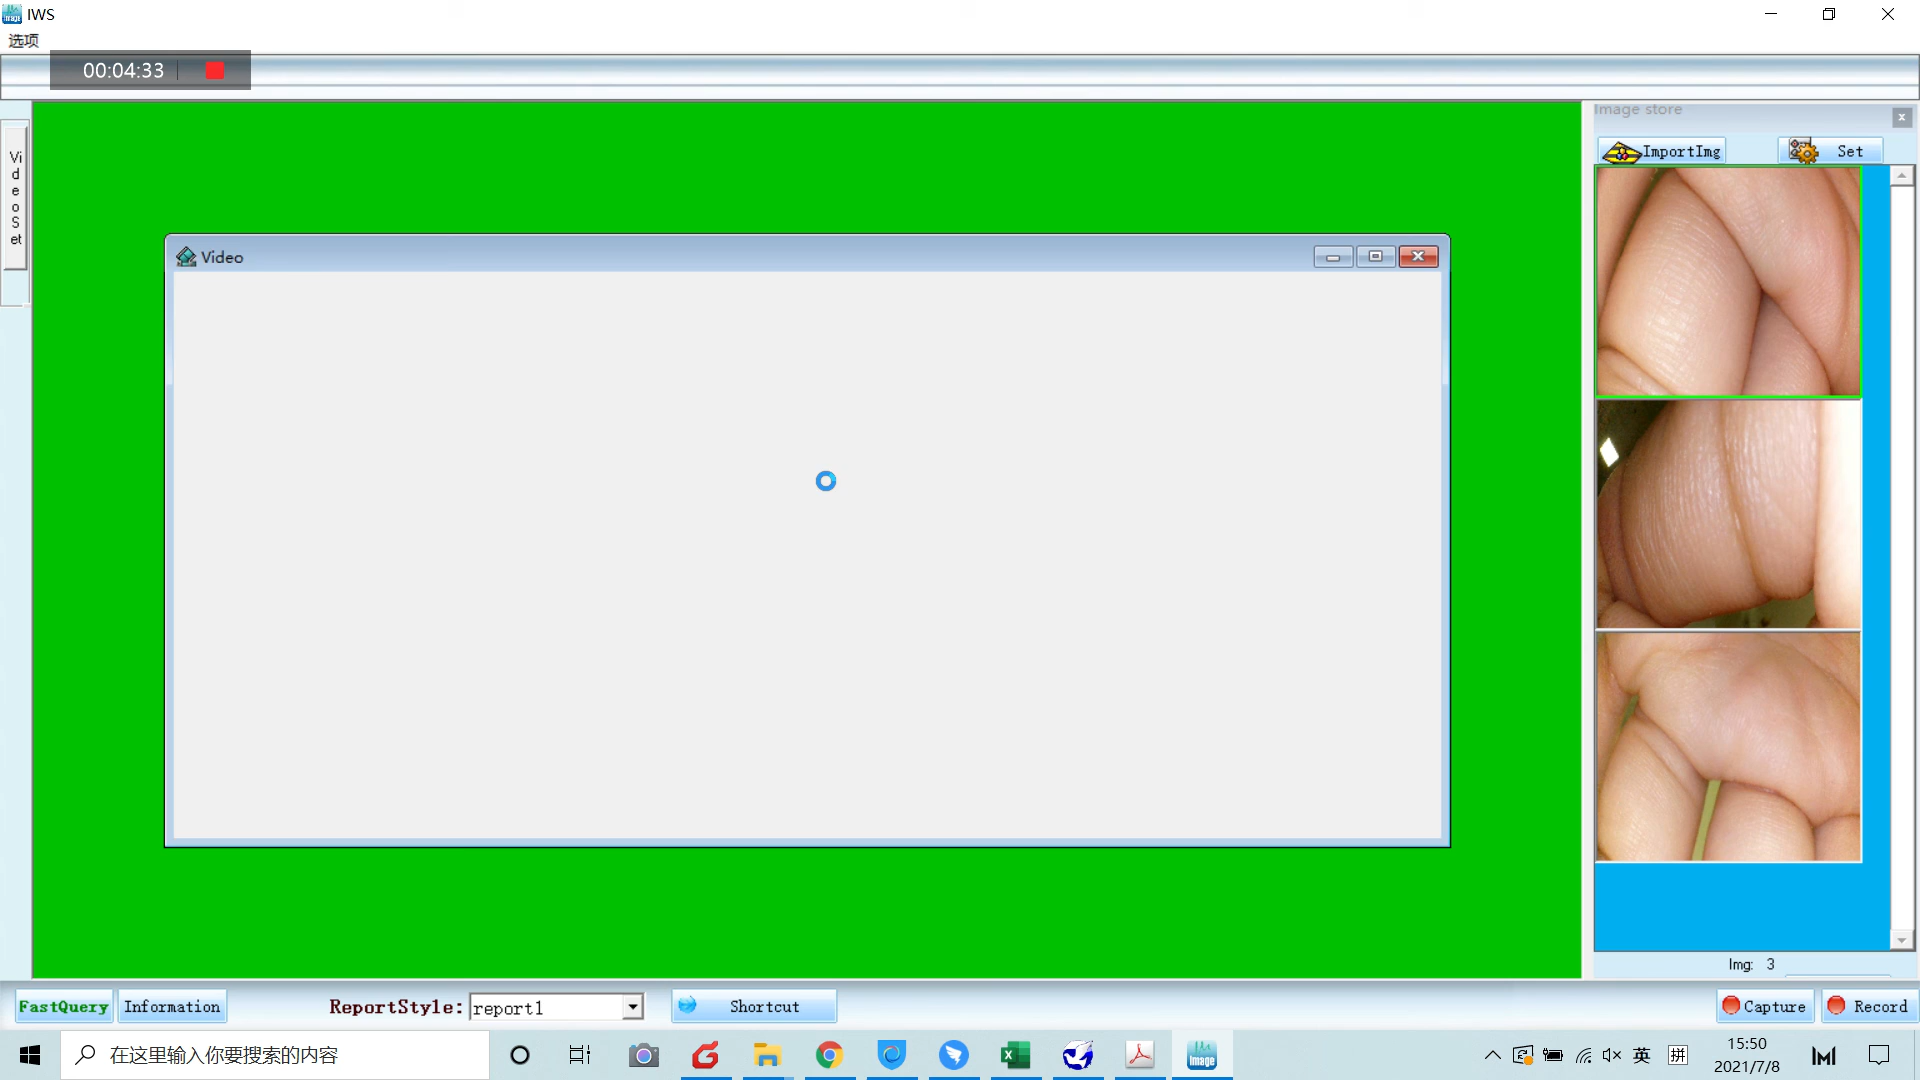 IWS
选项
00:04:33
Image store
ImportImg
Set
VideoSet
Video
Img: 3
FastQuery
Information
ReportStyle:
report1
Shortcut
Capture
Record
在这里输入你要搜索的内容
Image
英
拼
15:50
2021/7/8